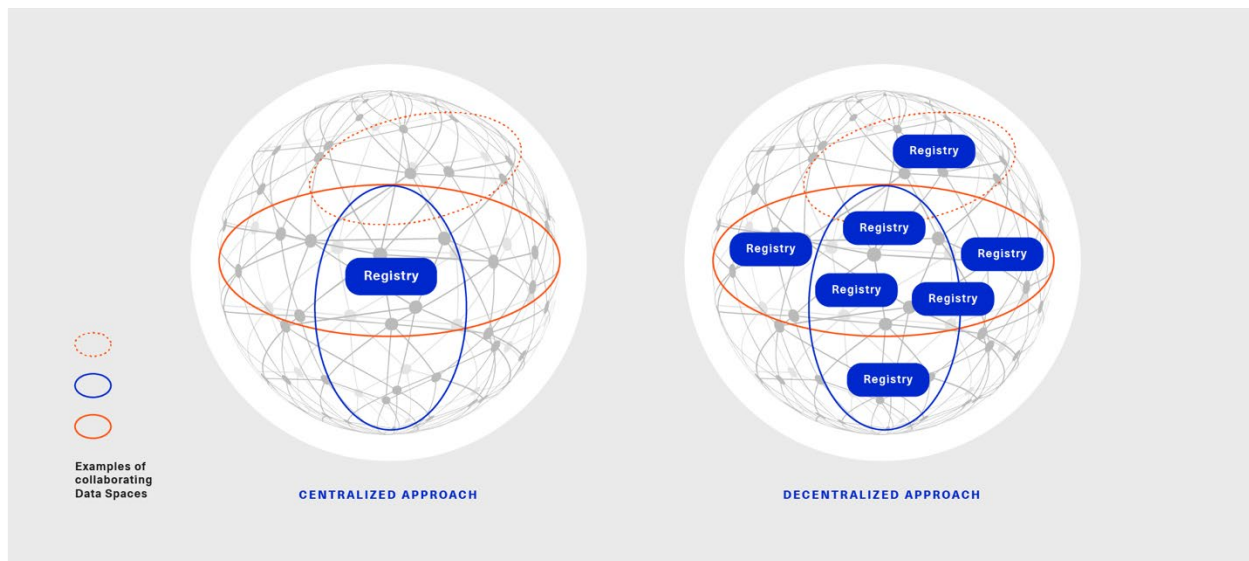 Registry
Registry
Registry
Registry
Registry
Registry
Registry
Registry
Examples of
collaborating
Data Spaces
CENTRALIZED APPROACH
DECENTRALIZED APPROACH